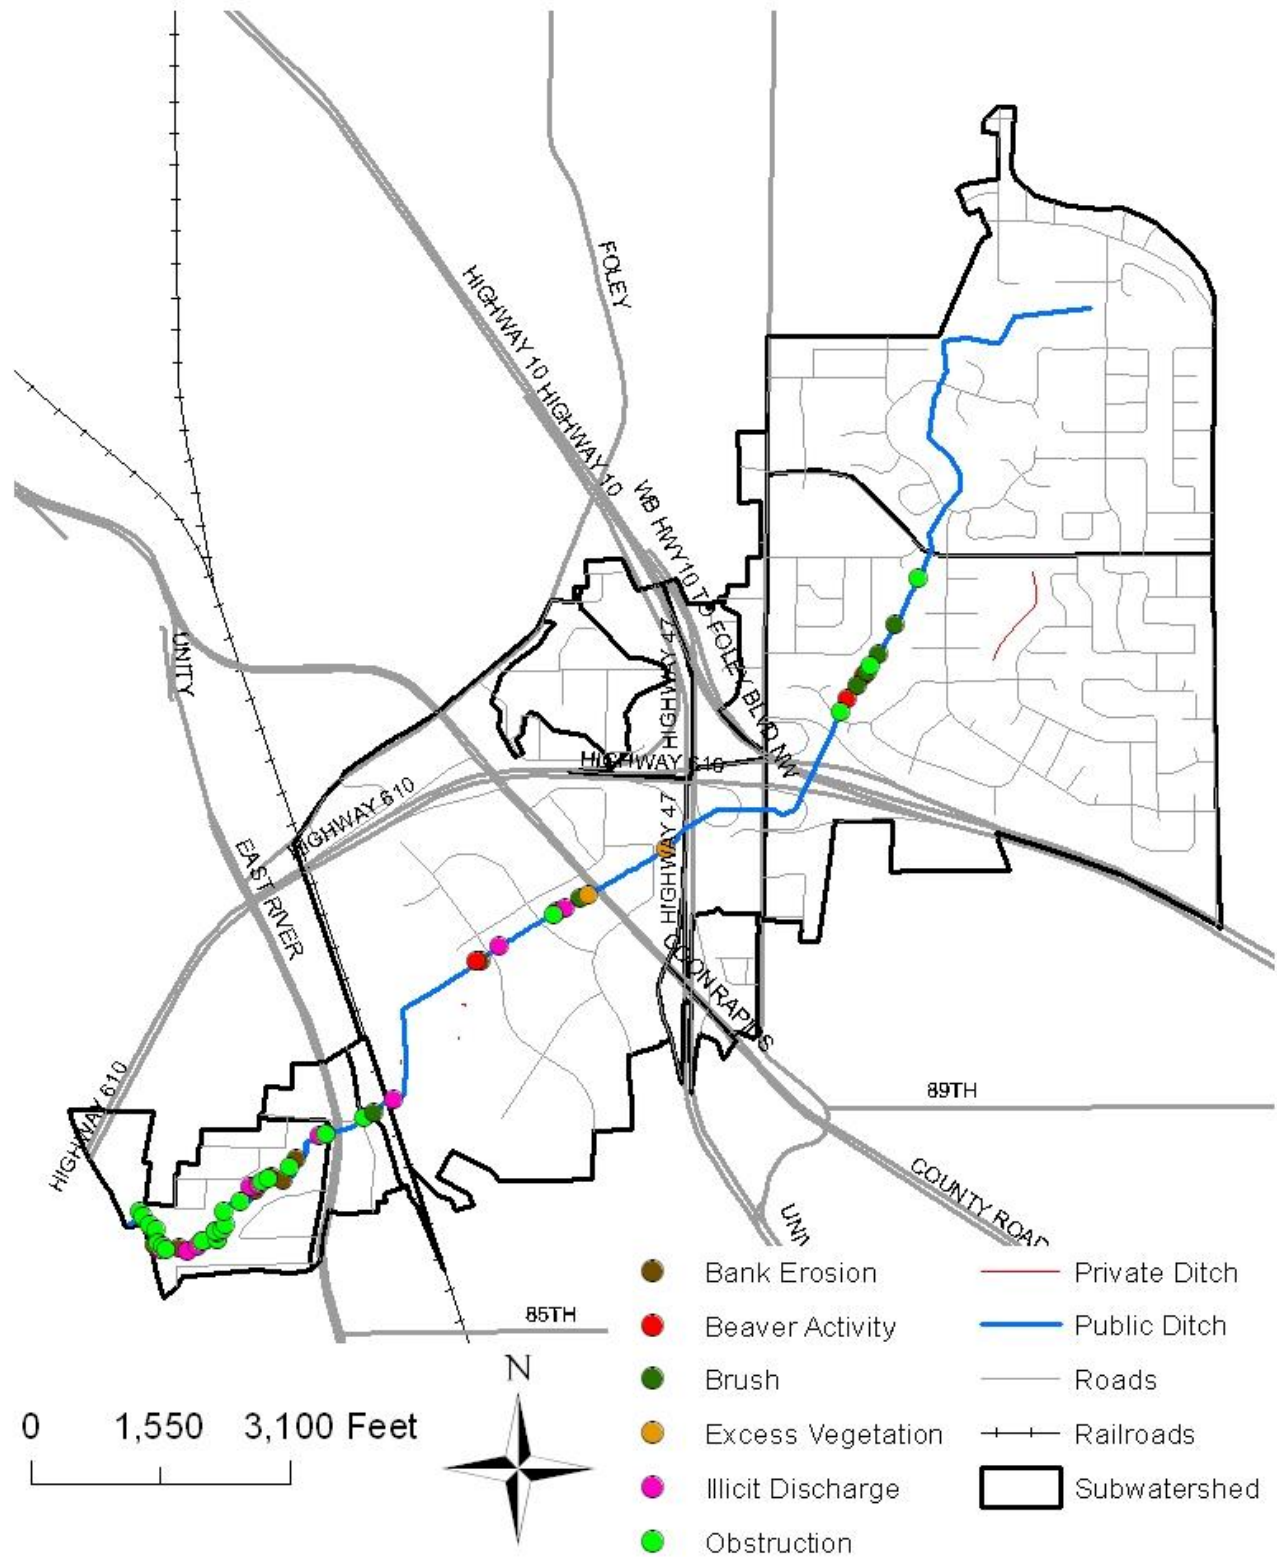 FOLEY
HIGHWAY 10
HIGHWAY 10
WB HWY10 TO FOLEY BLVD NW
UNITY
HIGHWAY 47
HIGHWAY 610
HIGHWAY 610
HIGHWAY 47
EAST RIVER
COON RAPIDS
HIGHWAY 610
89TH
COUNTY ROAD
UNIV
85TH
Bank Erosion
Private Ditch
Beaver Activity
Public Ditch
Brush
Roads
Excess Vegetation
Railroads
Illicit Discharge
Subwatershed
Obstruction
N
0 1,550 3,100 Feet